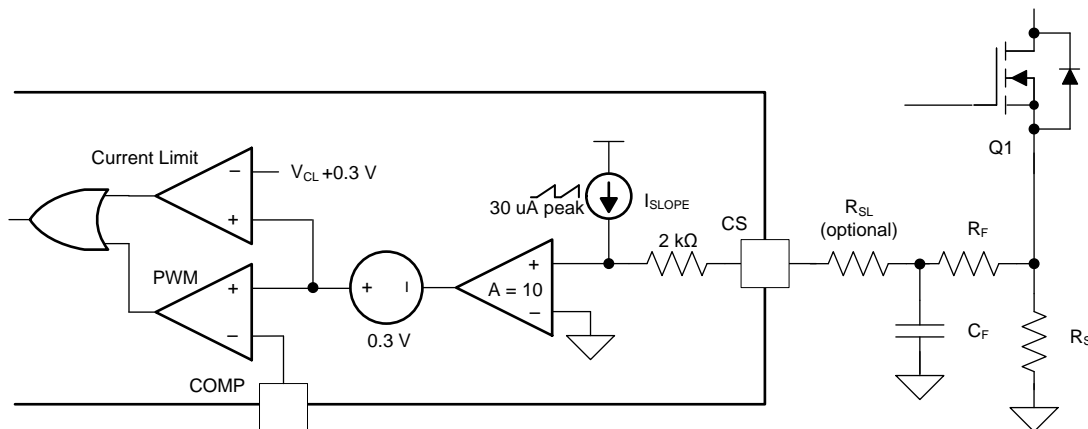 Q1
Current Limit
−
V_CL +0.3 V
+
30 uA peak
I_SLOPE
CS
R_SL
(optional)
R_F
2 kΩ
PWM
+
−
+
−
0.3 V
+
A = 10
−
C_F
R_S
COMP